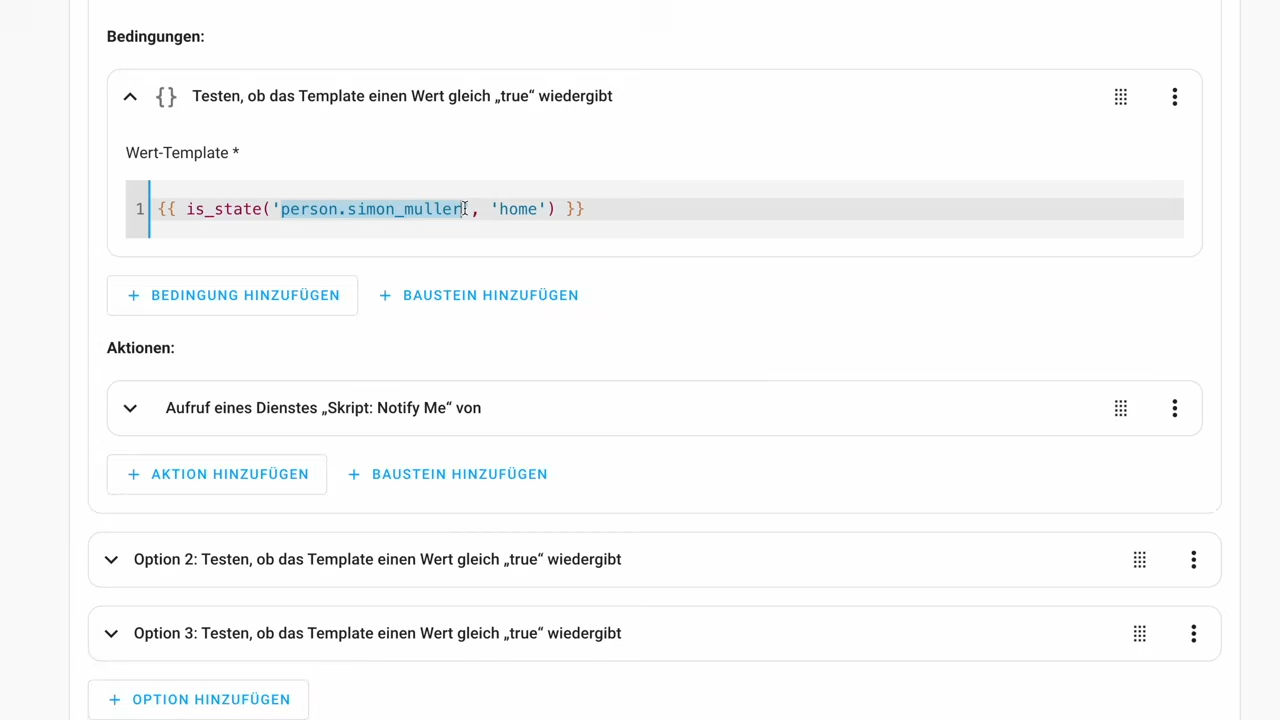 Bedingungen:
{} Testen, ob das Template einen Wert gleich „true“ wiedergibt
Wert-Template *
1 {{ is_state('person.simon_muller', 'home') }}
+ BEDINGUNG HINZUFÜGEN + BAUSTEIN HINZUFÜGEN
Aktionen:
Aufruf eines Dienstes „Skript: Notify Me“ von
+ AKTION HINZUFÜGEN + BAUSTEIN HINZUFÜGEN
Option 2: Testen, ob das Template einen Wert gleich „true“ wiedergibt
Option 3: Testen, ob das Template einen Wert gleich „true“ wiedergibt
+ OPTION HINZUFÜGEN